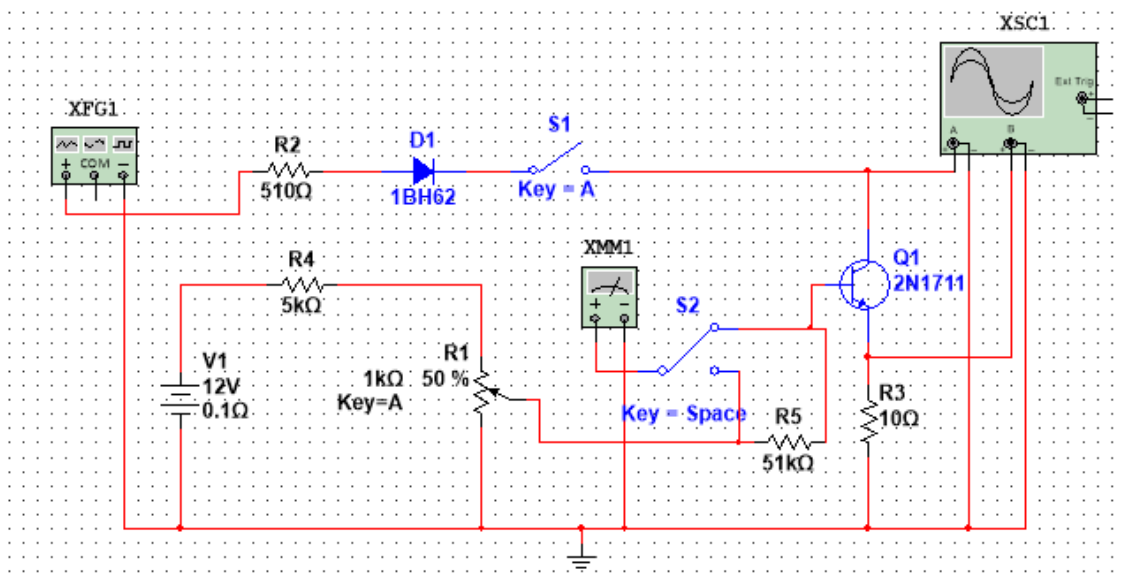 XSC1
Ext Trig
+
−
A
B
+ − + −
XFG1
+ COM −
R2
510Ω
D1
1BH62
S1
Key = A
R4
5kΩ
XMM1
+ −
Q1
2N1711
S2
V1
12V
0.1Ω
R1
1kΩ 50 %
Key=A
Key = Space
R5
51kΩ
R3
10Ω